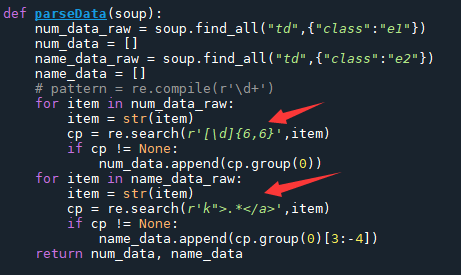 def parseData(soup):
    num_data_raw = soup.find_all("td",{"class":"e1"})
    num_data = []
    name_data_raw = soup.find_all("td",{"class":"e2"})
    name_data = []
    # pattern = re.compile(r'\d+')
    for item in num_data_raw:
        item = str(item)
        cp = re.search(r'[\d]{6,6}',item)
        if cp != None:
            num_data.append(cp.group(0))
    for item in name_data_raw:
        item = str(item)
        cp = re.search(r'k">.*</a>',item)
        if cp != None:
            name_data.append(cp.group(0)[3:-4])
    return num_data, name_data